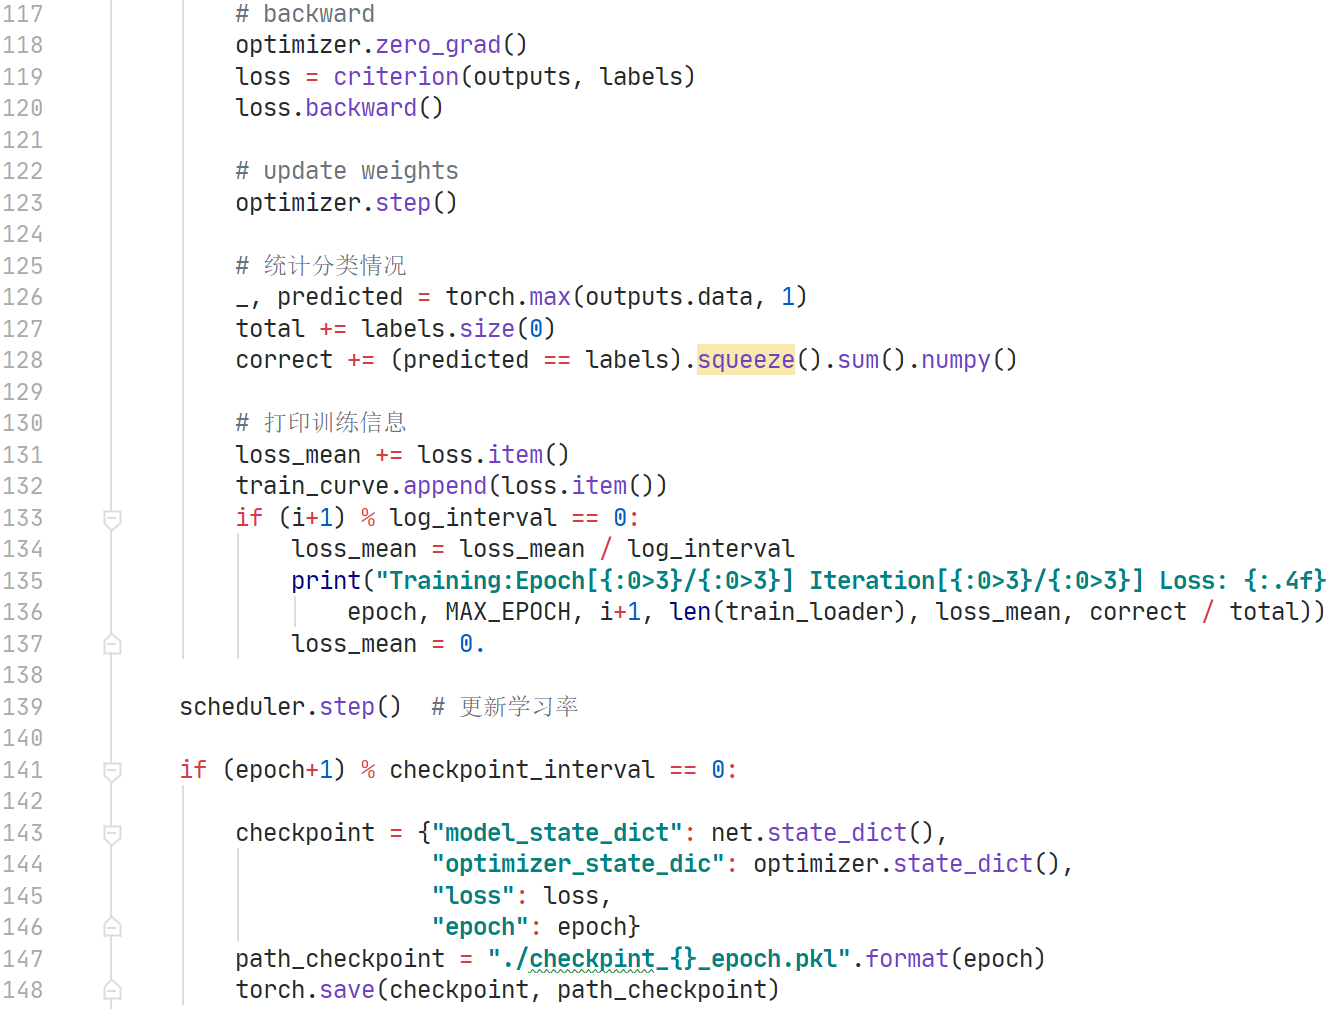 117 # backward
118 optimizer.zero_grad()
119 loss = criterion(outputs, labels)
120 loss.backward()
121
122 # update weights
123 optimizer.step()
124
125 # 统计分类情况
126 _, predicted = torch.max(outputs.data, 1)
127 total += labels.size(0)
128 correct += (predicted == labels).squeeze().sum().numpy()
129
130 # 打印训练信息
131 loss_mean += loss.item()
132 train_curve.append(loss.item())
133 if (i+1) % log_interval == 0:
134 loss_mean = loss_mean / log_interval
135 print("Training:Epoch[{:0>3}/{:0>3}] Iteration[{:0>3}/{:0>3}] Loss: {:.4f}
136 epoch, MAX_EPOCH, i+1, len(train_loader), loss_mean, correct / total))
137 loss_mean = 0.
138
139 scheduler.step() # 更新学习率
140
141 if (epoch+1) % checkpoint_interval == 0:
142
143 checkpoint = {"model_state_dict": net.state_dict(),
144 "optimizer_state_dic": optimizer.state_dict(),
145 "loss": loss,
146 "epoch": epoch}
147 path_checkpoint = "./checkpint_{}_epoch.pkl".format(epoch)
148 torch.save(checkpoint, path_checkpoint)